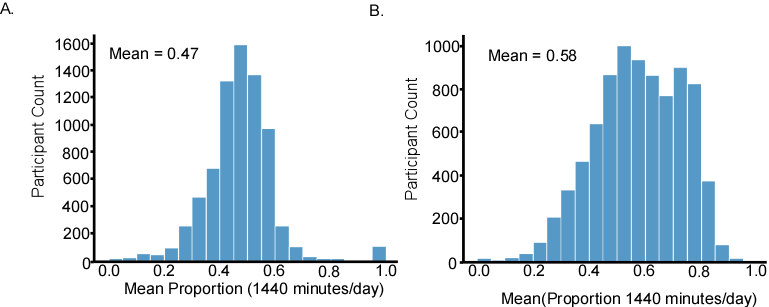 A.
Mean = 0.47
Participant Count
1600
1400
1200
1000
800
600
400
200
0
0.0 0.2 0.4 0.6 0.8 1.0
Mean Proportion (1440 minutes/day)
B.
Mean = 0.58
Participant Count
1000
800
600
400
200
0
0.0 0.2 0.4 0.6 0.8 1.0
Mean(Proportion 1440 minutes/day)